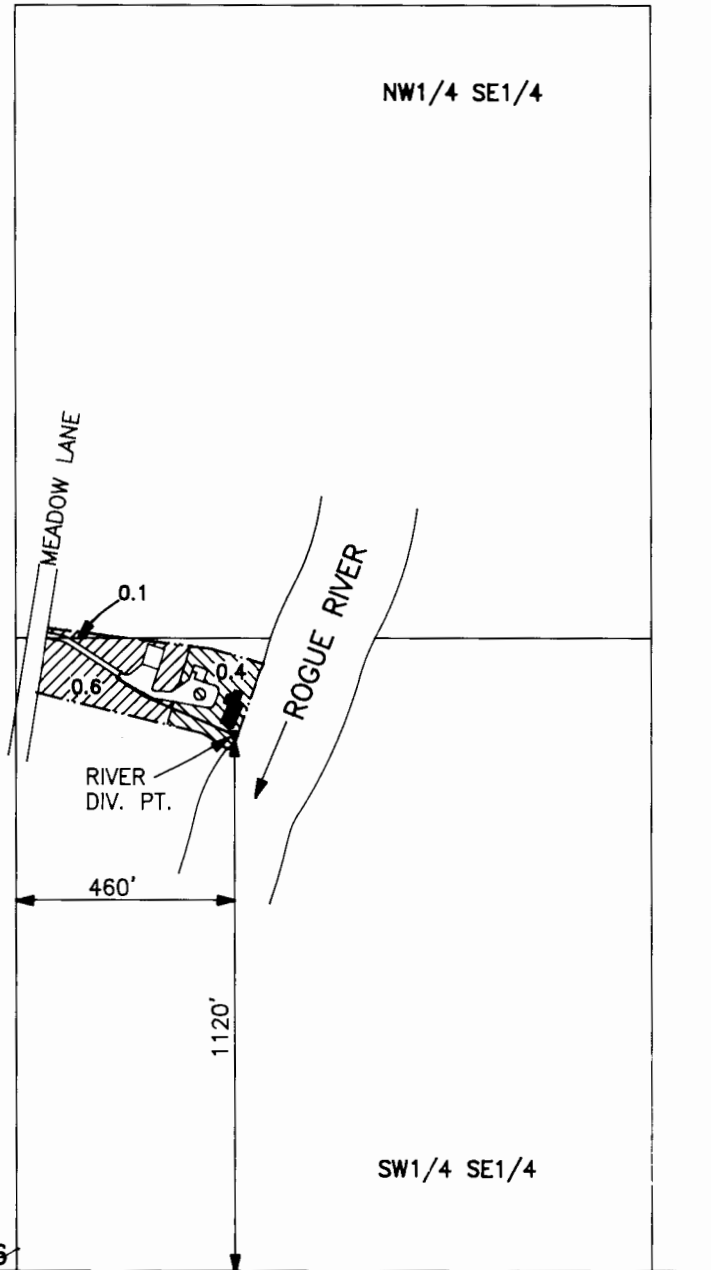 NW1/4 SE1/4
MEADOW LANE
0.1
ROGUE RIVER
0.4
0.6
RIVER
DIV. PT.
460'
1120'
SW1/4 SE1/4